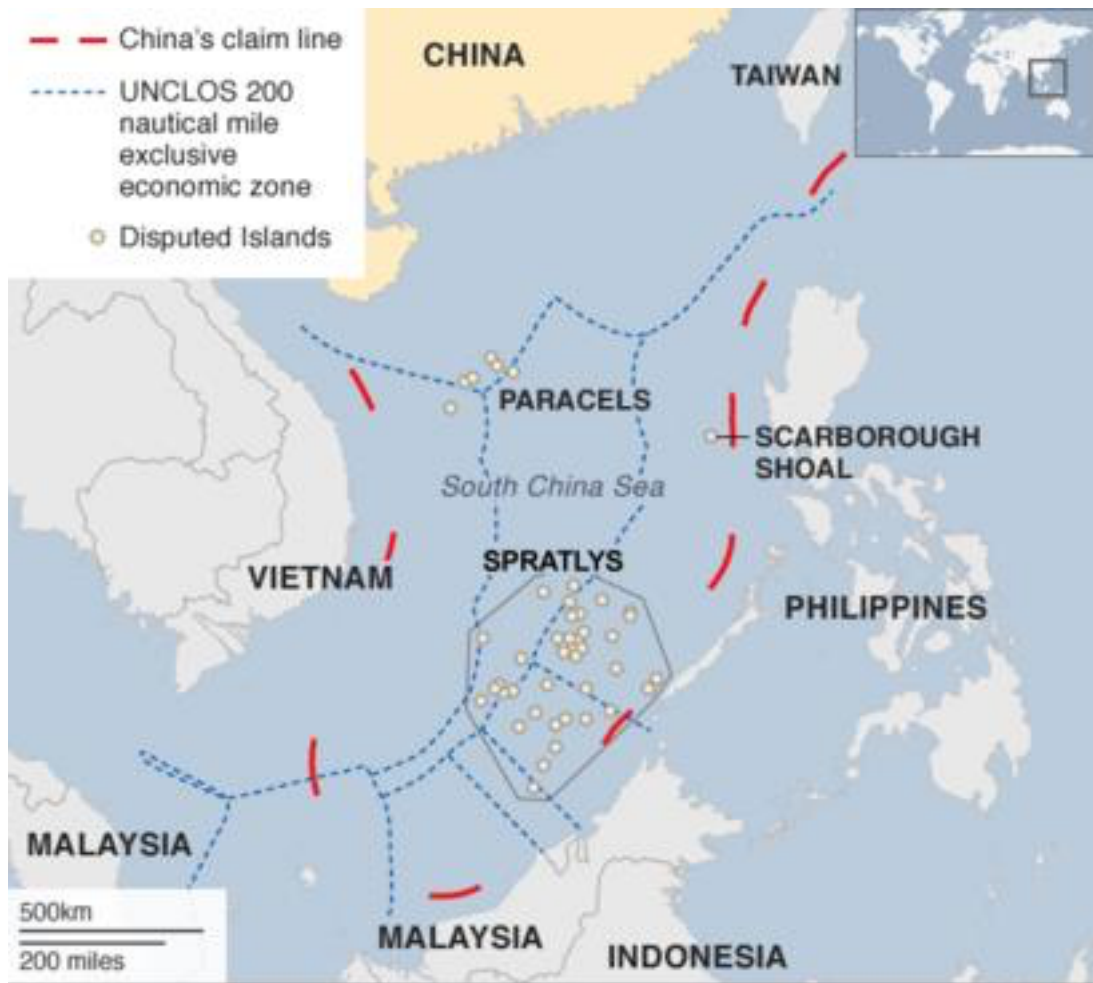 China's claim line
UNCLOS 200
nautical mile
exclusive
economic zone
Disputed Islands
CHINA
TAIWAN
PARACELS
SCARBOROUGH
SHOAL
South China Sea
SPRATLYS
VIETNAM
PHILIPPINES
MALAYSIA
500km
200 miles
MALAYSIA
INDONESIA